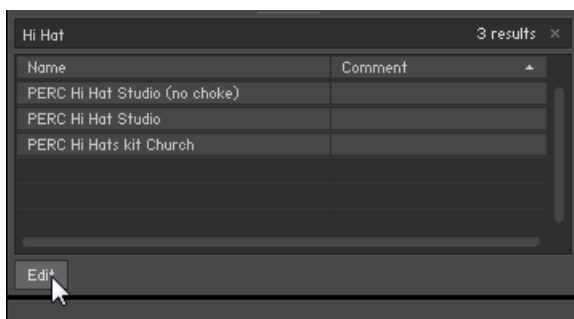 Hi Hat 3 results ×
Name Comment
PERC Hi Hat Studio (no choke)
PERC Hi Hat Studio
PERC Hi Hats kit Church
Edit